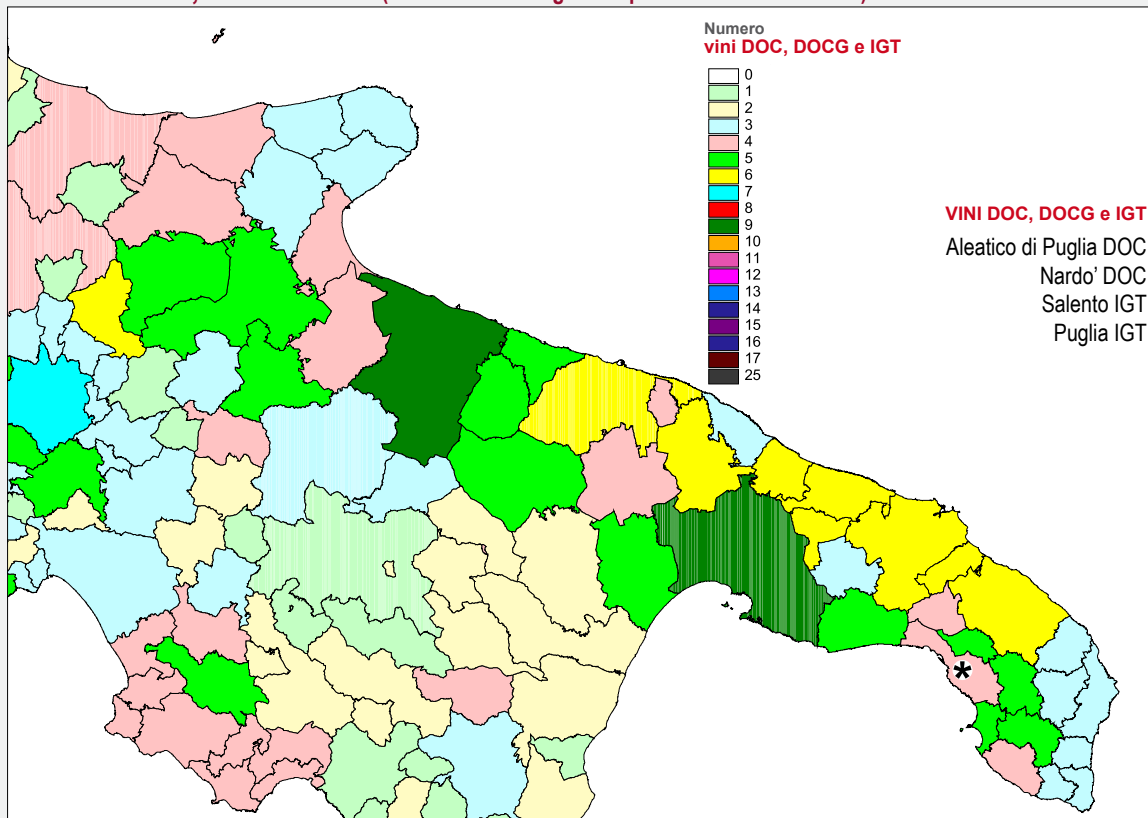 Numero
vini DOC, DOCG e IGT
0
1
2
3
4
5
6
7
8
9
10
11
12
13
14
15
16
17
25
VINI DOC, DOCG e IGT
Aleatico di Puglia DOC
Nardo' DOC
Salento IGT
Puglia IGT
*